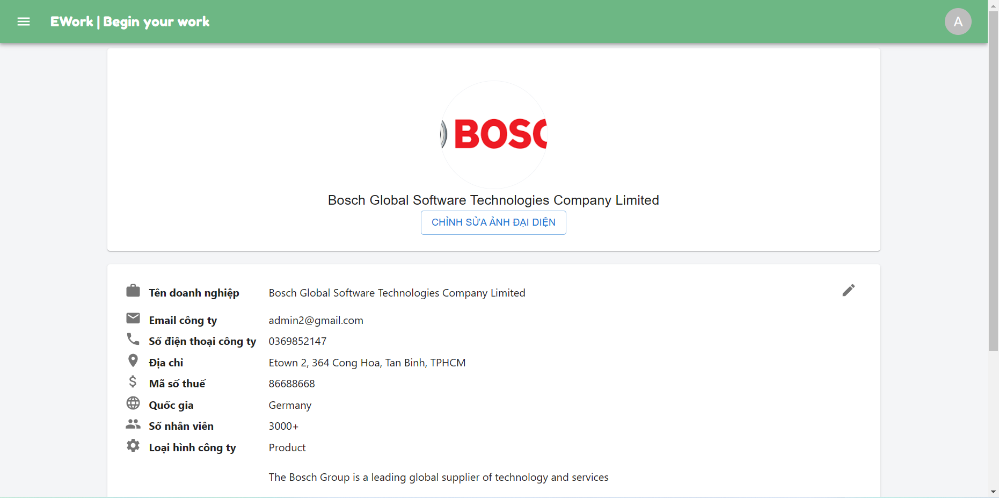 EWork | Begin your work
A
BOSC
Bosch Global Software Technologies Company Limited
CHỈNH SỬA ẢNH ĐẠI DIỆN
Tên doanh nghiệp Bosch Global Software Technologies Company Limited
Email công ty admin2@gmail.com
Số điện thoại công ty 0369852147
Địa chỉ Etown 2, 364 Cong Hoa, Tan Binh, TPHCM
Mã số thuế 86688668
Quốc gia Germany
Số nhân viên 3000+
Loại hình công ty Product
The Bosch Group is a leading global supplier of technology and services